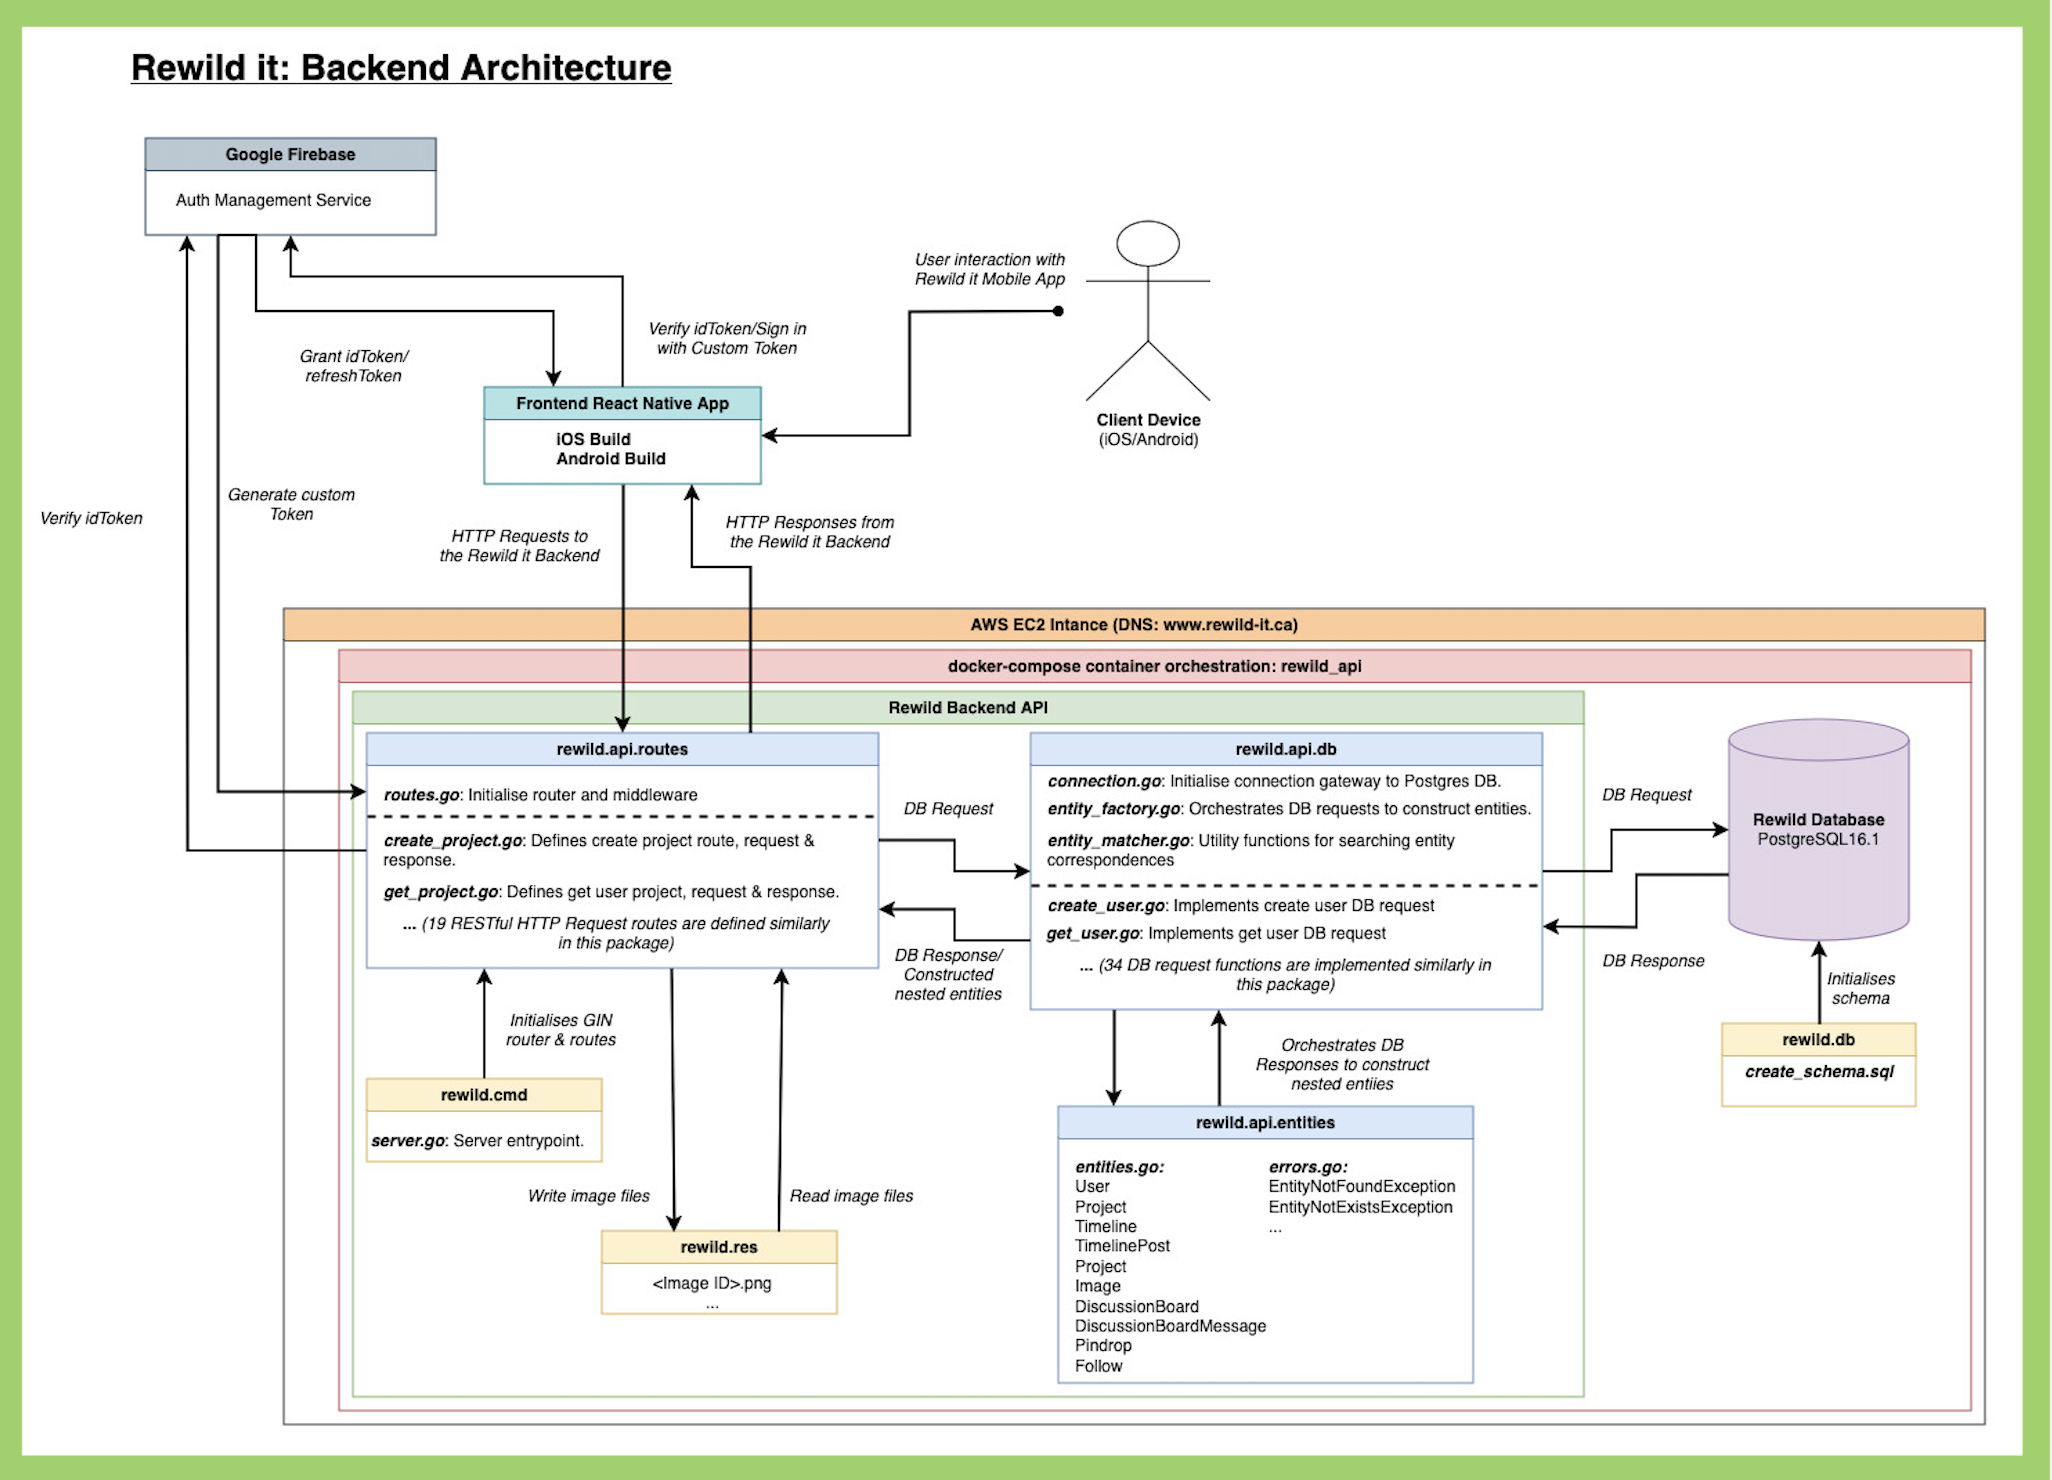 Rewild it: Backend Architecture
Google Firebase
Auth Management Service
User interaction with
Rewild it Mobile App
Verify idToken/Sign in
with Custom Token
Grant idToken/
refreshToken
Client Device
(iOS/Android)
Frontend React Native App
iOS Build
Android Build
Verify idToken
Generate custom
Token
HTTP Requests to
the Rewild it Backend
HTTP Responses from
the Rewild it Backend
AWS EC2 Intance (DNS: www.rewild-it.ca)
docker-compose container orchestration: rewild_api
Rewild Backend API
rewild.api.routes
routes.go: Initialise router and middleware
create_project.go: Defines create project route, request &
response.
get_project.go: Defines get user project, request & response.
... (19 RESTful HTTP Request routes are defined similarly
in this package)
DB Request
DB Response/
Constructed
nested entities
rewild.api.db
connection.go: Initialise connection gateway to Postgres DB.
entity_factory.go: Orchestrates DB requests to construct entities.
entity_matcher.go: Utility functions for searching entity
correspondences
create_user.go: Implements create user DB request
get_user.go: Implements get user DB request
... (34 DB request functions are implemented similarly in
this package)
DB Request
DB Response
Rewild Database
PostgreSQL16.1
Initialises
schema
rewild.db
create_schema.sql
Initialises GIN
router & routes
rewild.cmd
server.go: Server entrypoint.
Write image files
Read image files
rewild.res
<Image ID>.png
...
Orchestrates DB
Responses to construct
nested entiies
rewild.api.entities
entities.go:
User
Project
Timeline
TimelinePost
Project
Image
DiscussionBoard
DiscussionBoardMessage
Pindrop
Follow
errors.go:
EntityNotFoundException
EntityNotExistsException
...